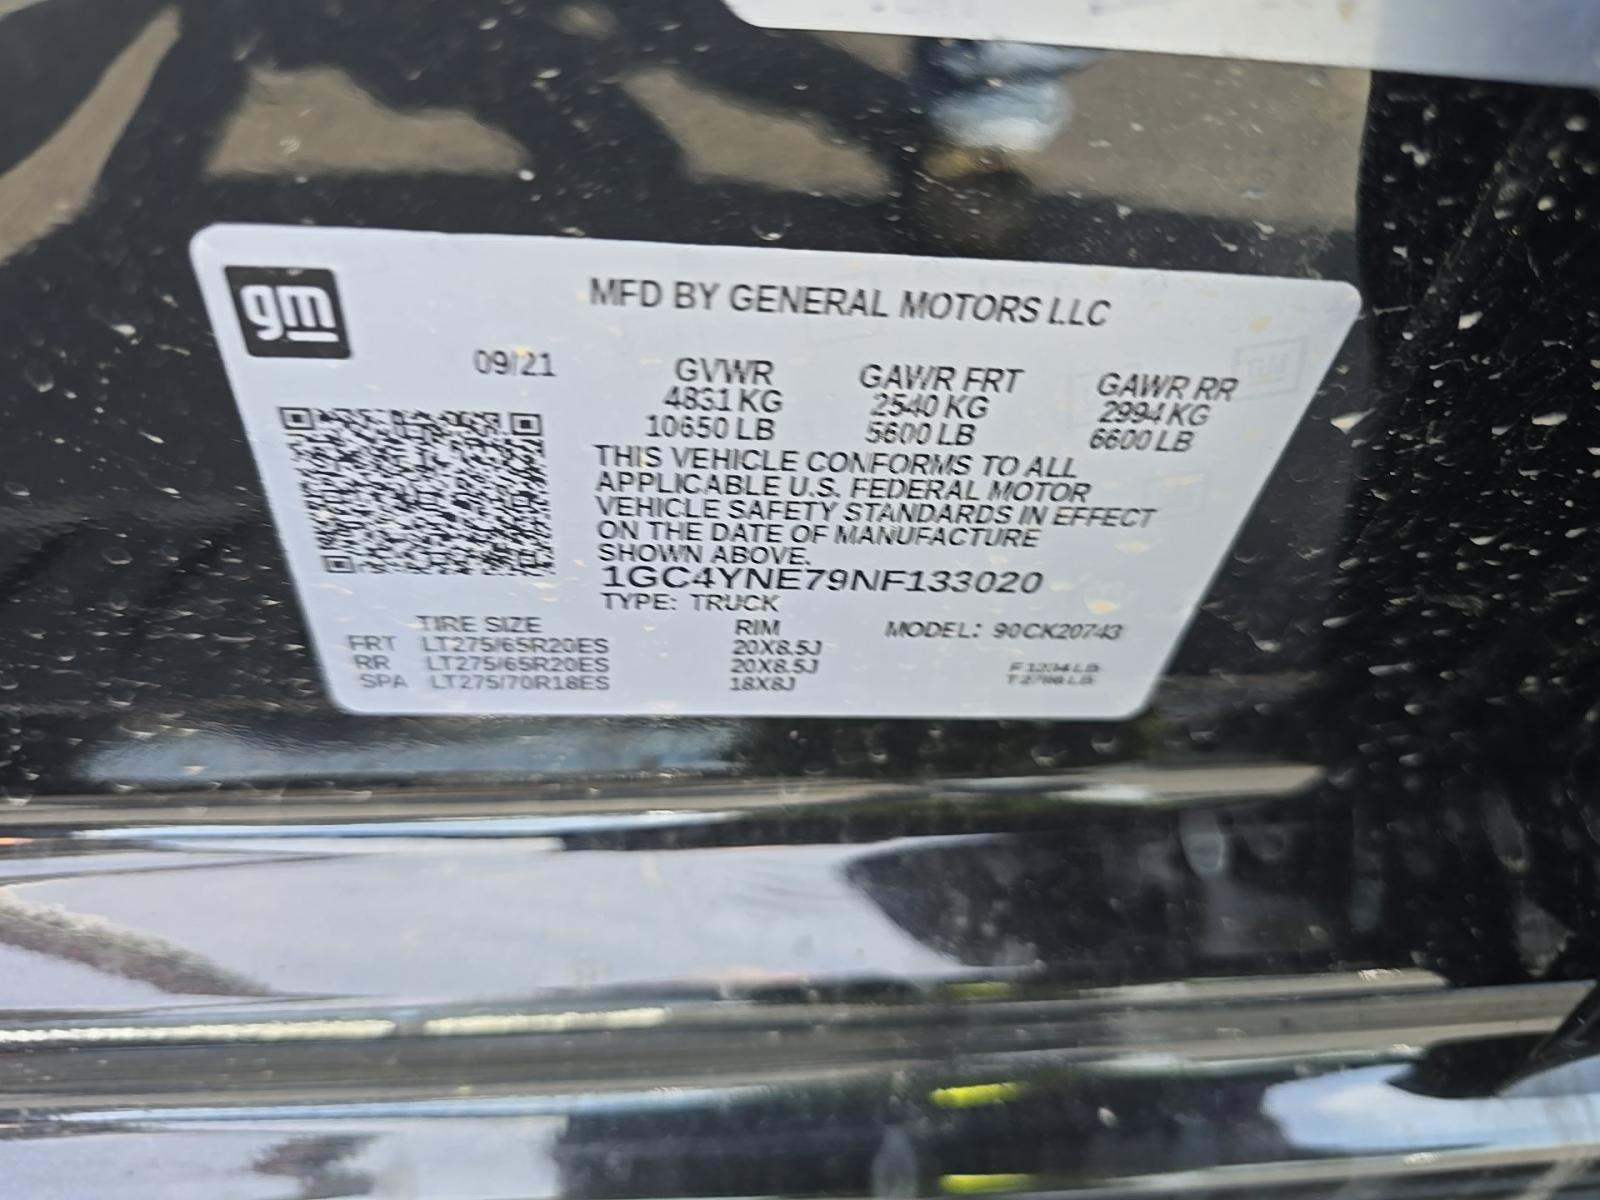 gm
MFD BY GENERAL MOTORS LLC
09/21
GVWR GAWR FRT GAWR RR
4831 KG 2540 KG 2994 KG
10650 LB 5600 LB 6600 LB
THIS VEHICLE CONFORMS TO ALL
APPLICABLE U.S. FEDERAL MOTOR
VEHICLE SAFETY STANDARDS IN EFFECT
ON THE DATE OF MANUFACTURE
SHOWN ABOVE.
1GC4YNE79NF133020
TYPE: TRUCK
TIRE SIZE RIM MODEL: 90CK20743
FRT LT275/65R20ES 20X8.5J
RR LT275/65R20ES 20X8.5J
SPA LT275/70R18ES 18X8J